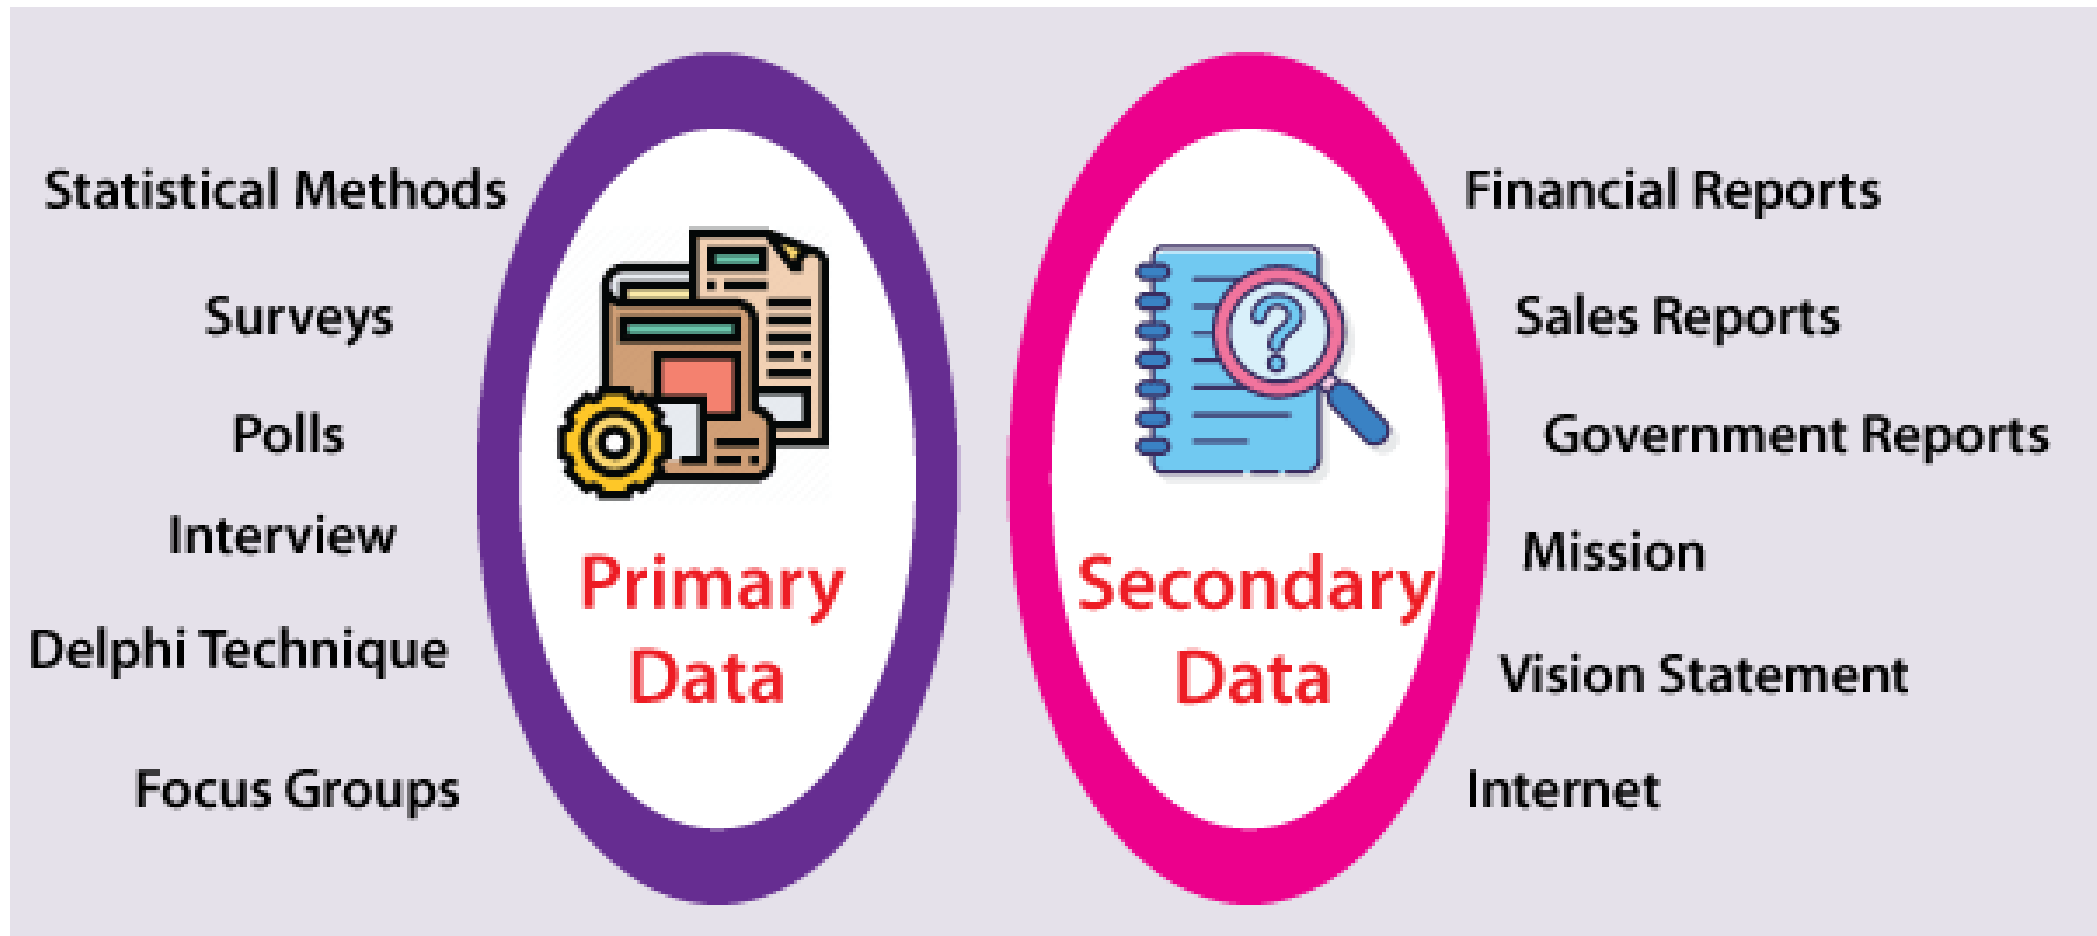 Statistical Methods
Surveys
Polls
Interview
Delphi Technique
Focus Groups
Primary
Data
Secondary
Data
Financial Reports
Sales Reports
Government Reports
Mission
Vision Statement
Internet